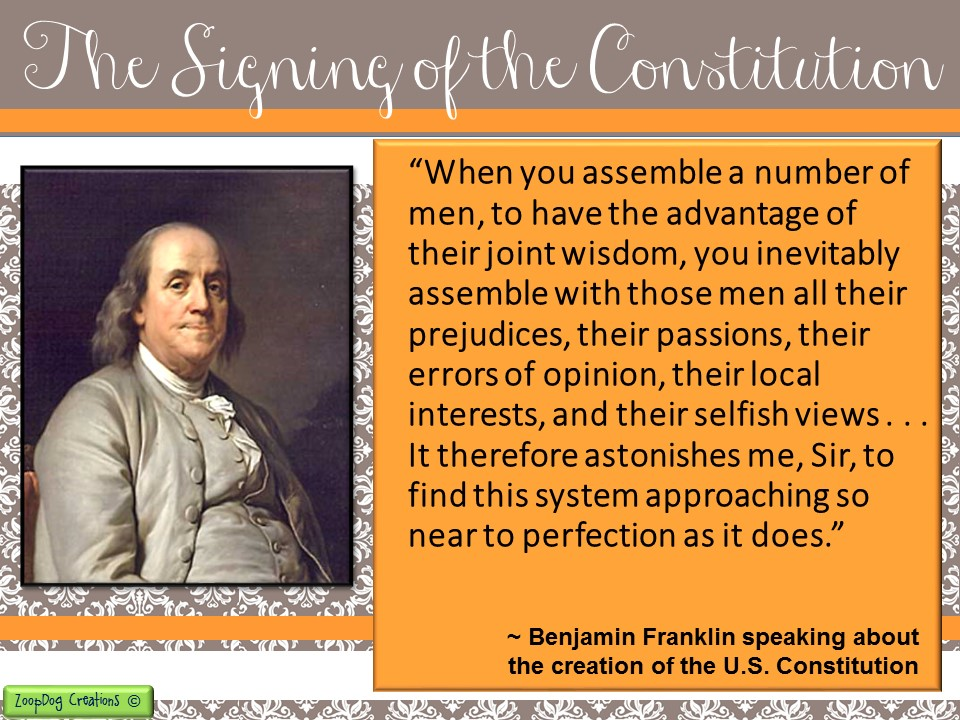 The Signing of the Constitution
“When you assemble a number of
men, to have the advantage of
their joint wisdom, you inevitably
assemble with those men all their
prejudices, their passions, their
errors of opinion, their local
interests, and their selfish views . . .
It therefore astonishes me, Sir, to
find this system approaching so
near to perfection as it does.”
~ Benjamin Franklin speaking about
the creation of the U.S. Constitution
ZoopDog Creations ©